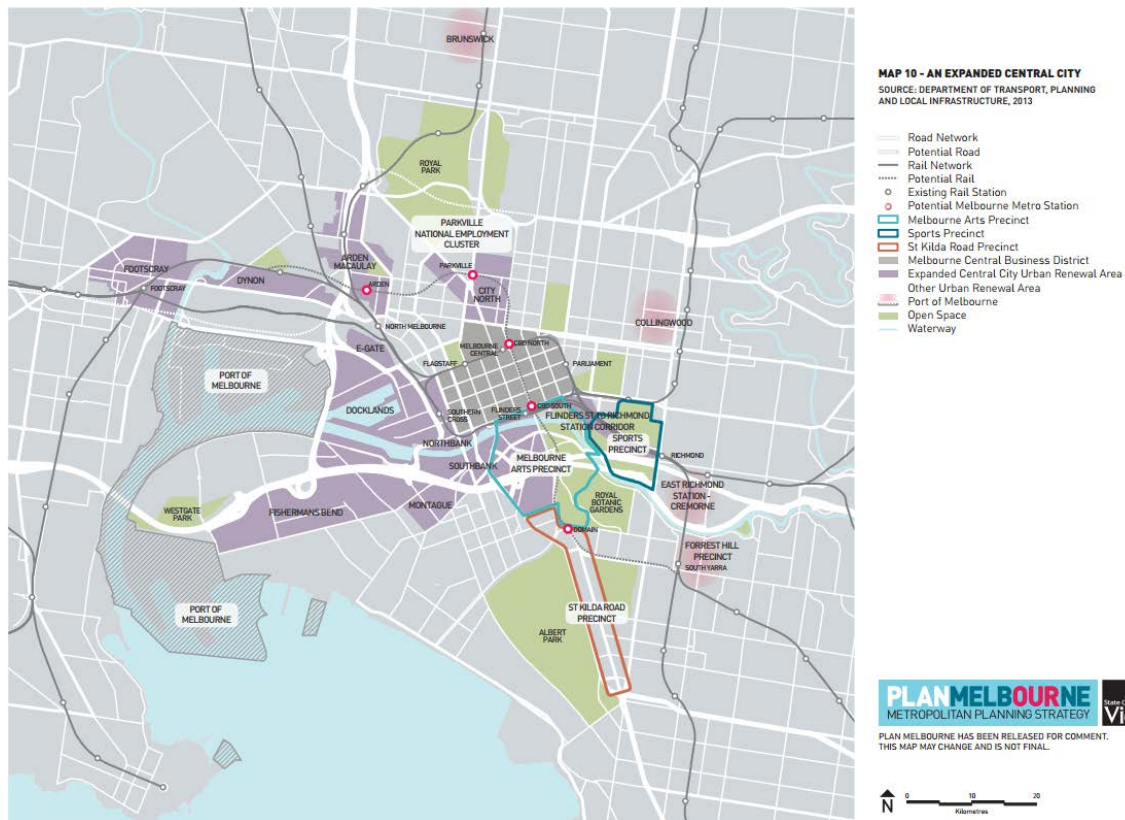 BRUNSWICK
ROYAL
PARK
PARKVILLE
NATIONAL EMPLOYMENT
CLUSTER
ARDEN
MACAULAY
PARKVILLE
FOOTSCRAY
FOOTSCRAY
DYNON
ARDEN
CITY
NORTH
NORTH MELBOURNE
COLLINGWOOD
E-GATE
MELBOURNE
CENTRAL
CBD NORTH
FLAGSTAFF
PARLIAMENT
PORT OF
MELBOURNE
DOCKLANDS
SOUTHERN
CROSS
FLINDERS
STREET
CBD SOUTH
FLINDERS ST TO RICHMOND
STATION CORRIDOR
SPORTS
PRECINCT
NORTHBANK
SOUTHBANK
MELBOURNE
ARTS PRECINCT
RICHMOND
EAST RICHMOND
STATION -
CREMORNE
MONTAGUE
ROYAL
BOTANIC
GARDENS
WESTGATE
PARK
FISHERMANS BEND
DOMAIN
FORREST HILL
PRECINCT
SOUTH YARRA
PORT OF
MELBOURNE
ST KILDA ROAD
PRECINCT
ALBERT
PARK
MAP 10 - AN EXPANDED CENTRAL CITY
SOURCE: DEPARTMENT OF TRANSPORT, PLANNING
AND LOCAL INFRASTRUCTURE, 2013
Road Network
Potential Road
Rail Network
Potential Rail
Existing Rail Station
Potential Melbourne Metro Station
Melbourne Arts Precinct
Sports Precinct
St Kilda Road Precinct
Melbourne Central Business District
Expanded Central City Urban Renewal Area
Other Urban Renewal Area
Port of Melbourne
Open Space
Waterway
PLANMELBOURNE
METROPOLITAN PLANNING STRATEGY
PLAN MELBOURNE HAS BEEN RELEASED FOR COMMENT.
THIS MAP MAY CHANGE AND IS NOT FINAL.
N
0 10 20
Kilometres